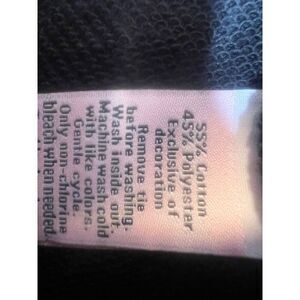 55% Cotton
45% Polyester
Exclusive of
decoration
Remove tie
before washing.
Wash inside out.
Machine wash cold
with like colors.
Gentle cycle.
Only non-chlorine
bleach when needed.